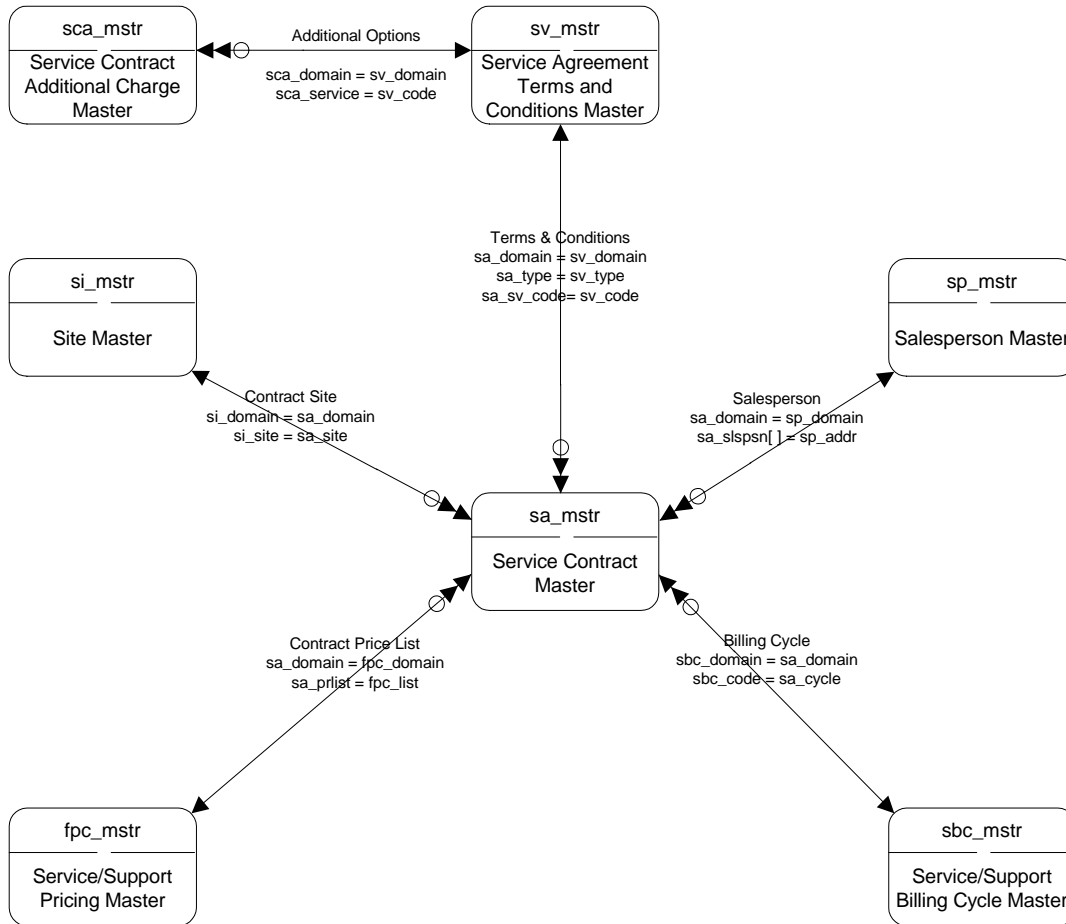 sca_mstr
Service Contract
Additional Charge
Master
Additional Options
sca_domain = sv_domain
sca_service = sv_code
sv_mstr
Service Agreement
Terms and
Conditions Master
Terms & Conditions
sa_domain = sv_domain
sa_type = sv_type
sa_sv_code= sv_code
si_mstr
Site Master
sp_mstr
Salesperson Master
Contract Site
si_domain = sa_domain
si_site = sa_site
Salesperson
sa_domain = sp_domain
sa_slspsn[ ] = sp_addr
sa_mstr
Service Contract
Master
Contract Price List
sa_domain = fpc_domain
sa_prlist = fpc_list
Billing Cycle
sbc_domain = sa_domain
sbc_code = sa_cycle
fpc_mstr
Service/Support
Pricing Master
sbc_mstr
Service/Support
Billing Cycle Master